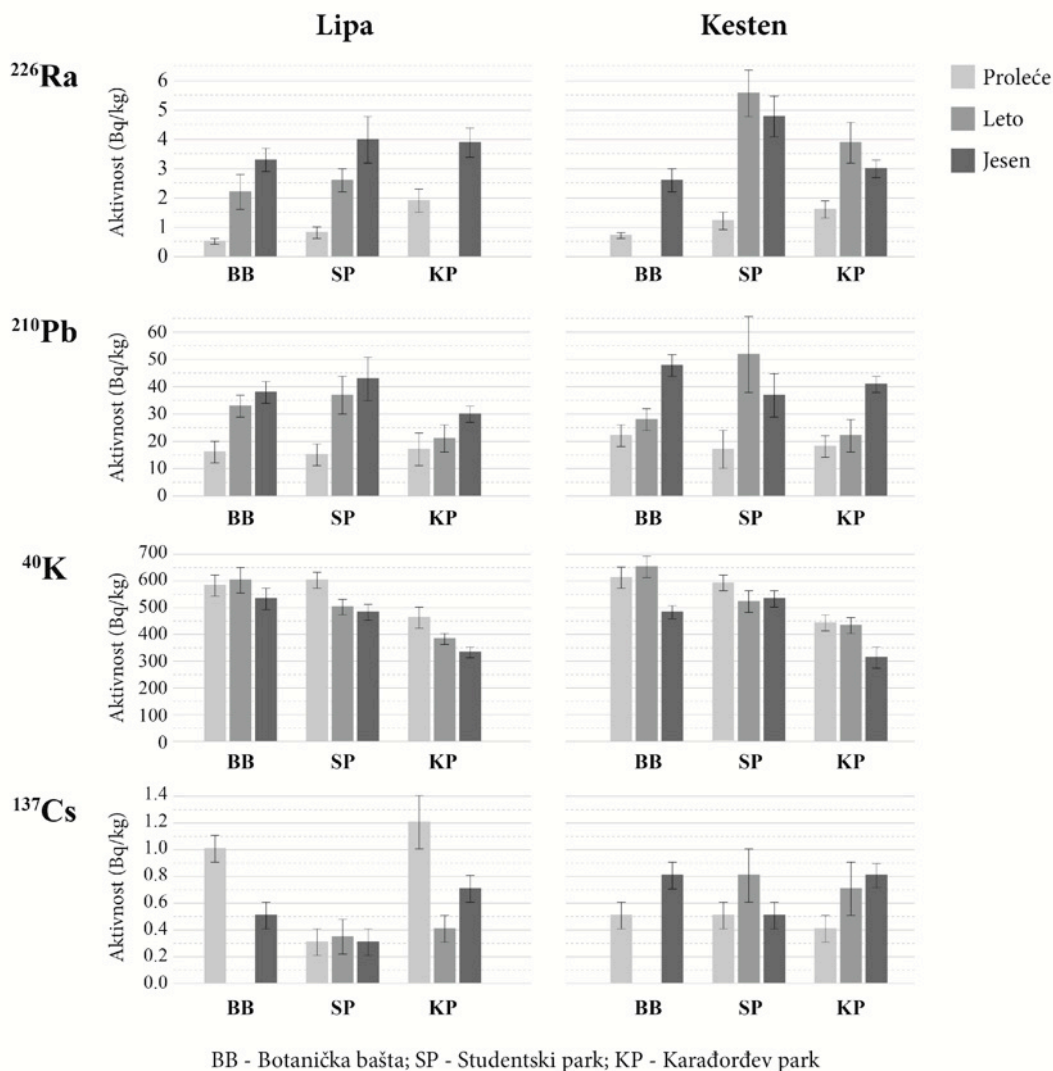 Lipa
Kesten
²²⁶Ra
Aktivnost (Bq/kg)
6
5
4
3
2
1
0
BB SP KP
BB SP KP
Proleće
Leto
Jesen
²¹⁰Pb
Aktivnost (Bq/kg)
60
50
40
30
20
10
0
BB SP KP
BB SP KP
⁴⁰K
Aktivnost (Bq/kg)
700
600
500
400
300
200
100
0
BB SP KP
BB SP KP
¹³⁷Cs
Aktivnost (Bq/kg)
1.4
1.2
1.0
0.8
0.6
0.4
0.2
0.0
BB SP KP
BB SP KP
BB - Botanička bašta; SP - Studentski park; KP - Karađorđev park